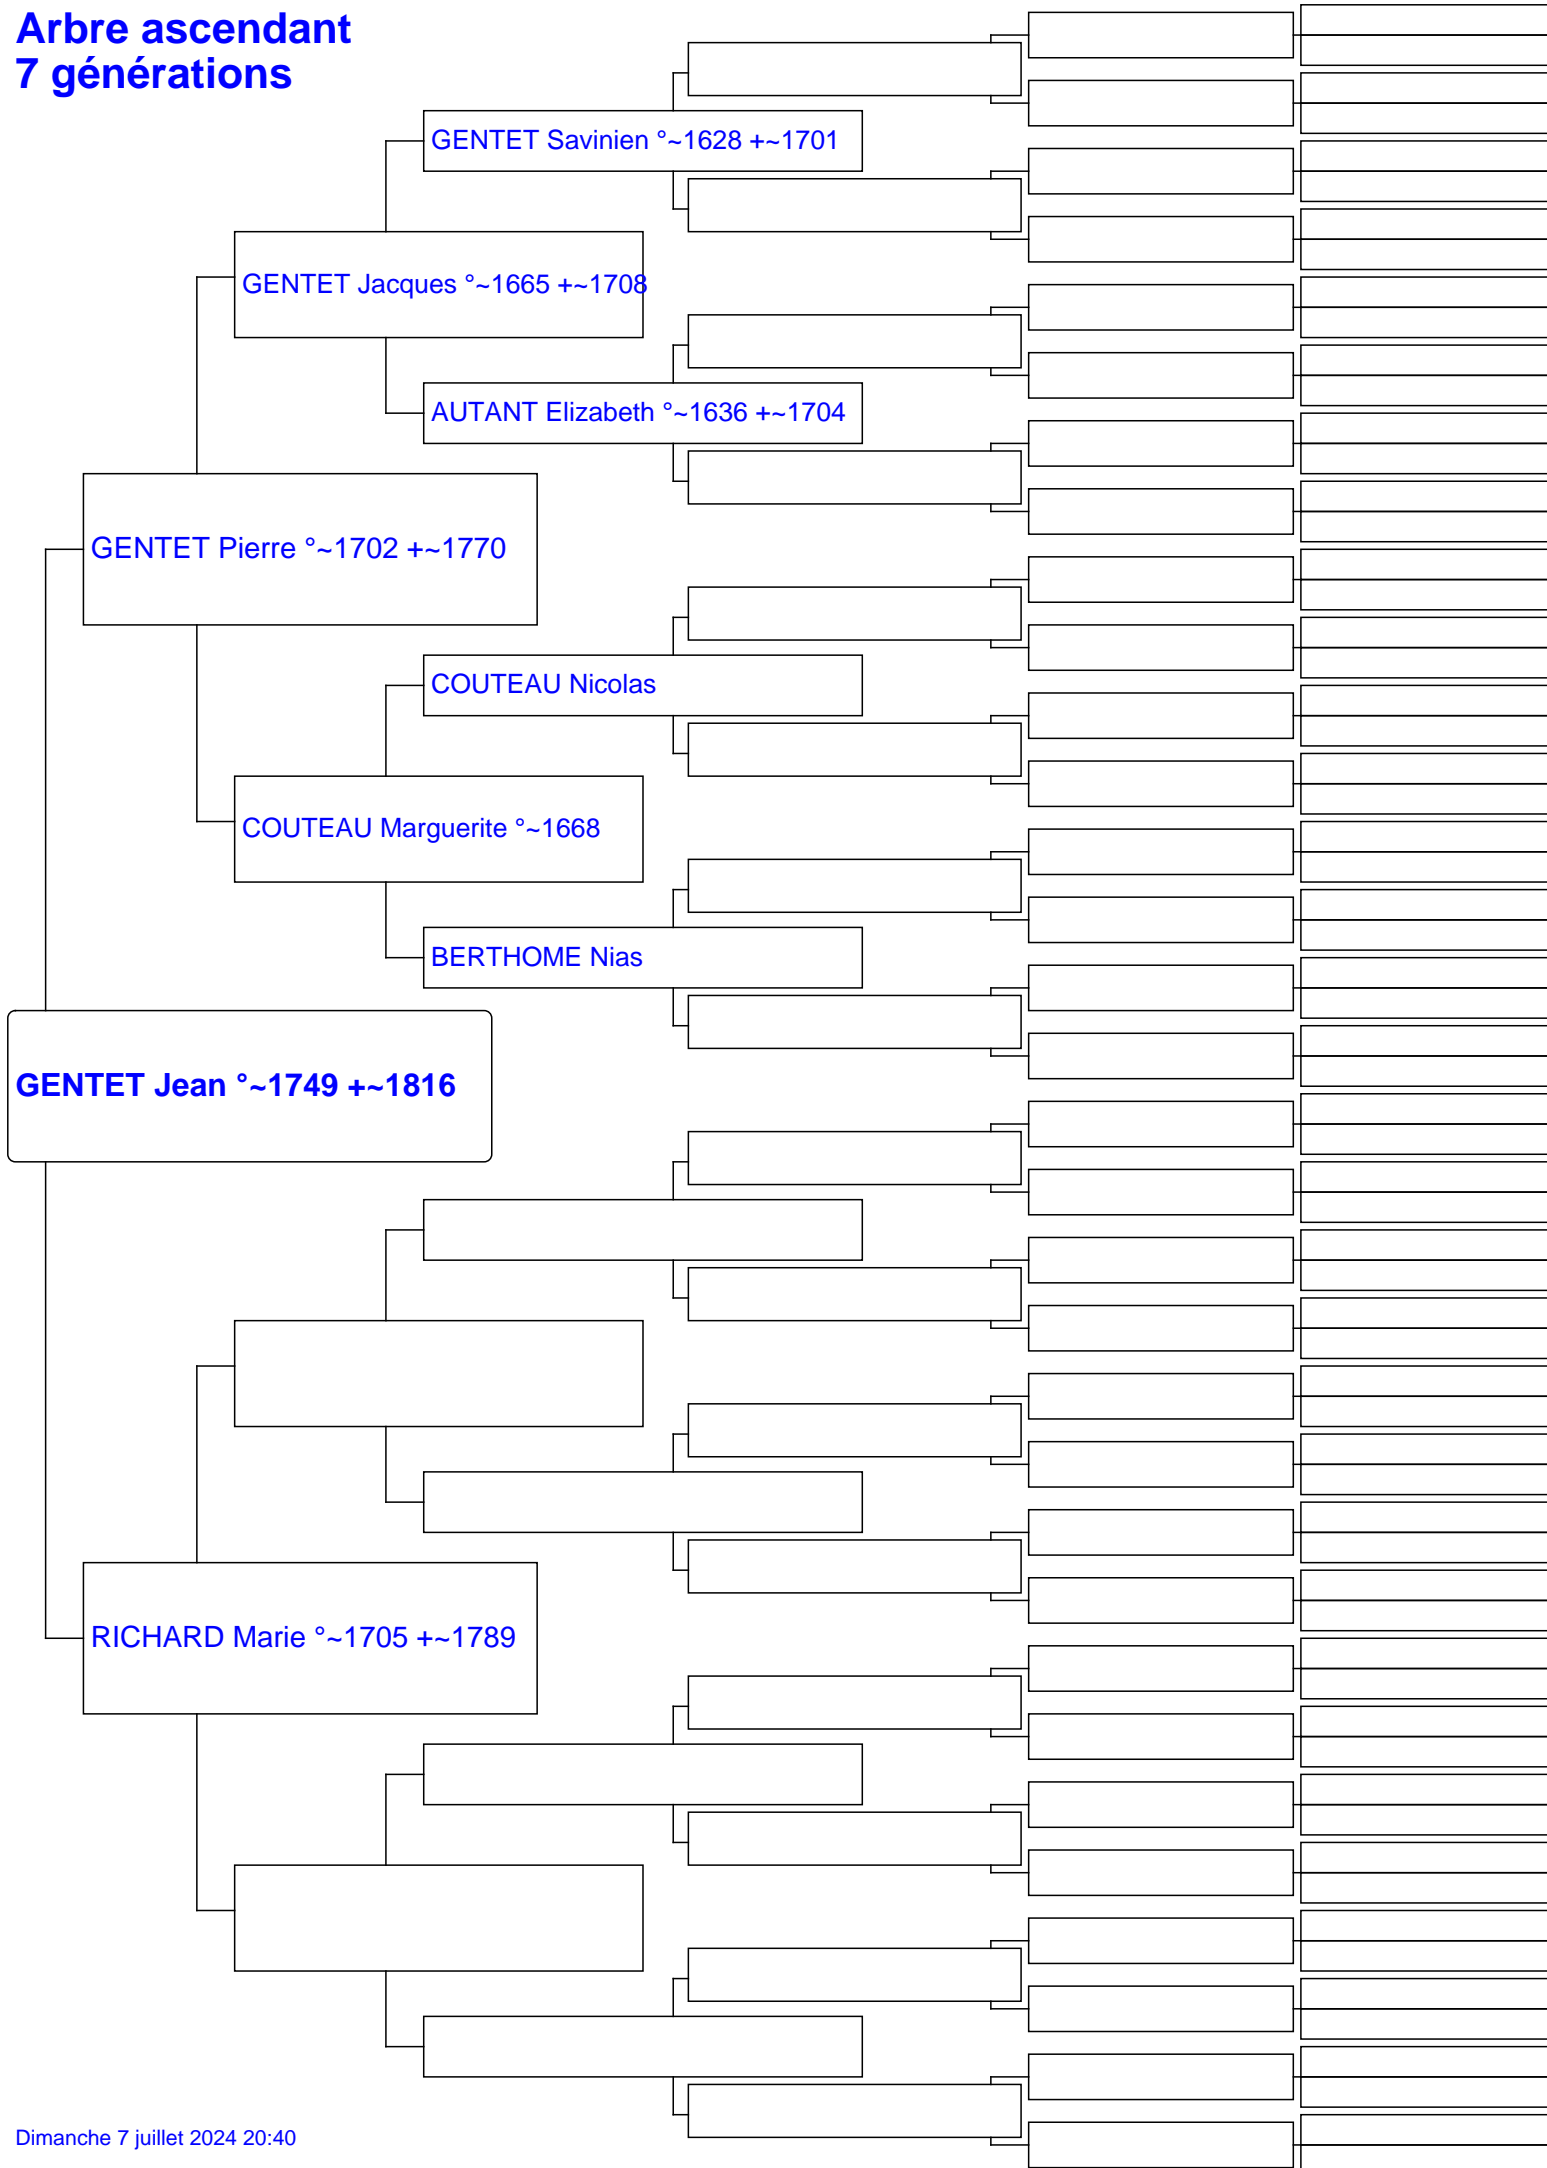 Arbre ascendant
7 générations
GENTET Savinien °~1628 +~1701
GENTET Jacques °~1665 +~1708
AUTANT Elizabeth °~1636 +~1704
GENTET Pierre °~1702 +~1770
COUTEAU Nicolas
COUTEAU Marguerite °~1668
BERTHOME Nias
GENTET Jean °~1749 +~1816
RICHARD Marie °~1705 +~1789
Dimanche 7 juillet 2024 20:40